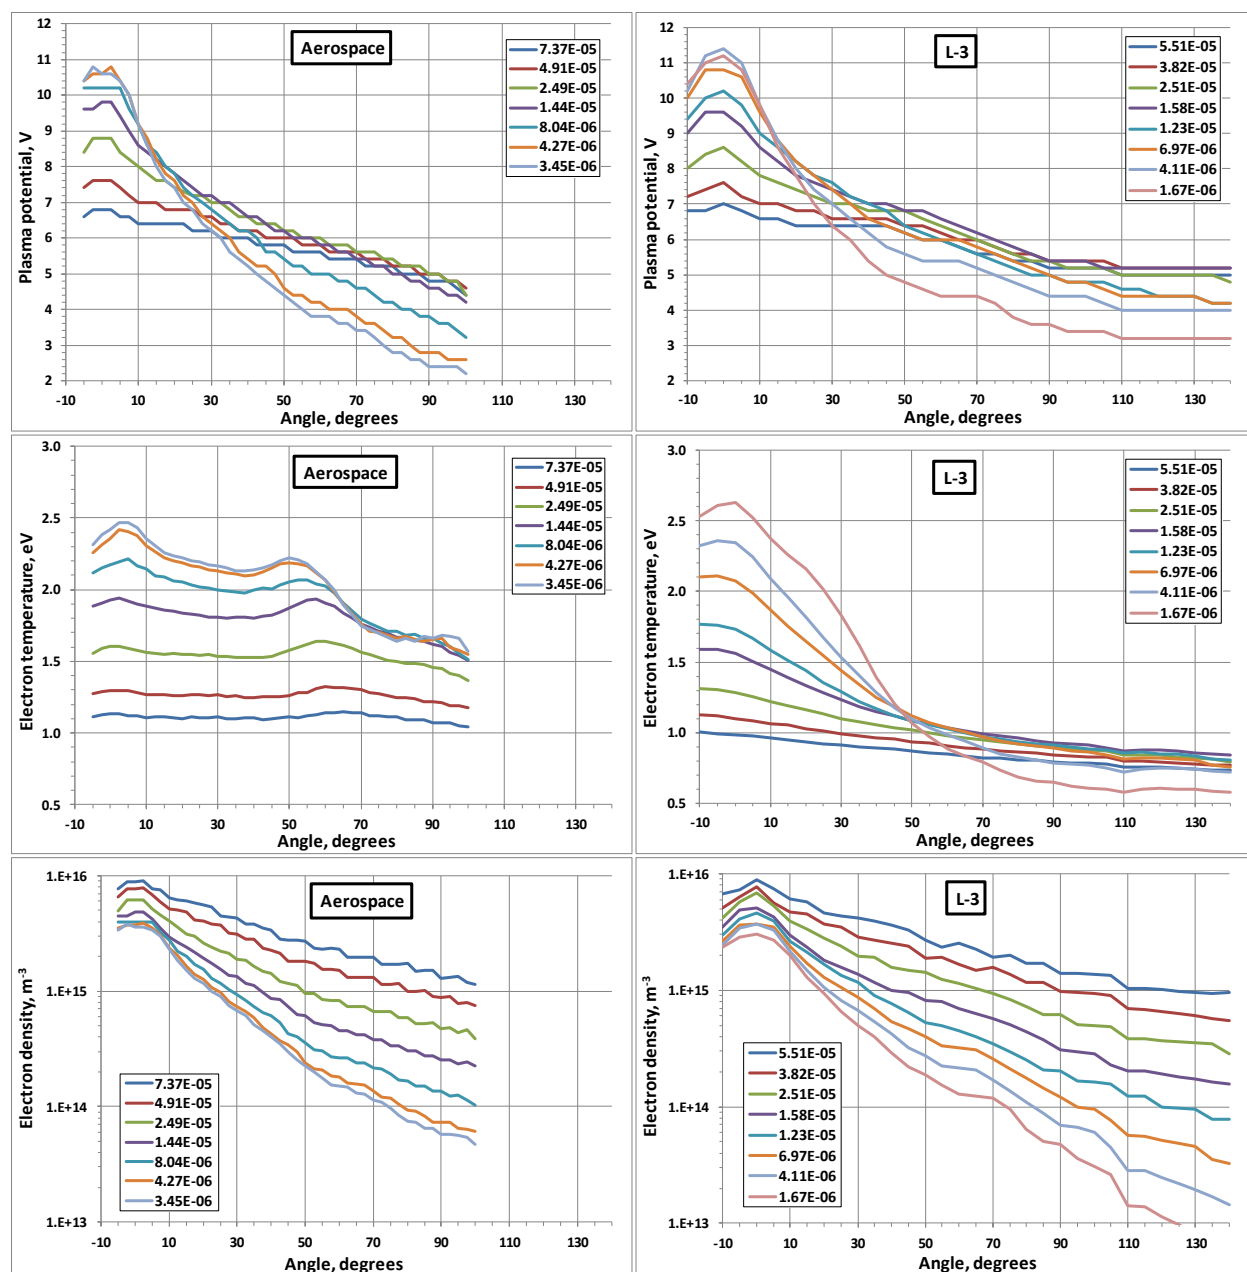 Aerospace
7.37E-05
4.91E-05
2.49E-05
1.44E-05
8.04E-06
4.27E-06
3.45E-06
Plasma potential, V
12
11
10
9
8
7
6
5
4
3
2
-10 10 30 50 70 90 110 130
Angle, degrees
L-3
5.51E-05
3.82E-05
2.51E-05
1.58E-05
1.23E-05
6.97E-06
4.11E-06
1.67E-06
Plasma potential, V
12
11
10
9
8
7
6
5
4
3
2
-10 10 30 50 70 90 110 130
Angle, degrees
Aerospace
7.37E-05
4.91E-05
2.49E-05
1.44E-05
8.04E-06
4.27E-06
3.45E-06
Electron temperature, eV
3.0
2.5
2.0
1.5
1.0
0.5
-10 10 30 50 70 90 110 130
Angle, degrees
L-3
5.51E-05
3.82E-05
2.51E-05
1.58E-05
1.23E-05
6.97E-06
4.11E-06
1.67E-06
Electron temperature, eV
3.0
2.5
2.0
1.5
1.0
0.5
-10 10 30 50 70 90 110 130
Angle, degrees
Aerospace
Electron density, m-3
1.E+16
1.E+15
1.E+14
1.E+13
7.37E-05
4.91E-05
2.49E-05
1.44E-05
8.04E-06
4.27E-06
3.45E-06
-10 10 30 50 70 90 110 130
Angle, degrees
L-3
Electron density, m-3
1.E+16
1.E+15
1.E+14
1.E+13
5.51E-05
3.82E-05
2.51E-05
1.58E-05
1.23E-05
6.97E-06
4.11E-06
1.67E-06
-10 10 30 50 70 90 110 130
Angle, degrees